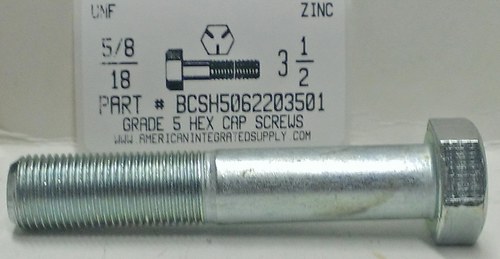 UNF ZINC
5/8
18
3 1/2
PART # BCSH5062203501
GRADE 5 HEX CAP SCREWS
WWW.AMERICANINTEGRATEDSUPPLY.COM